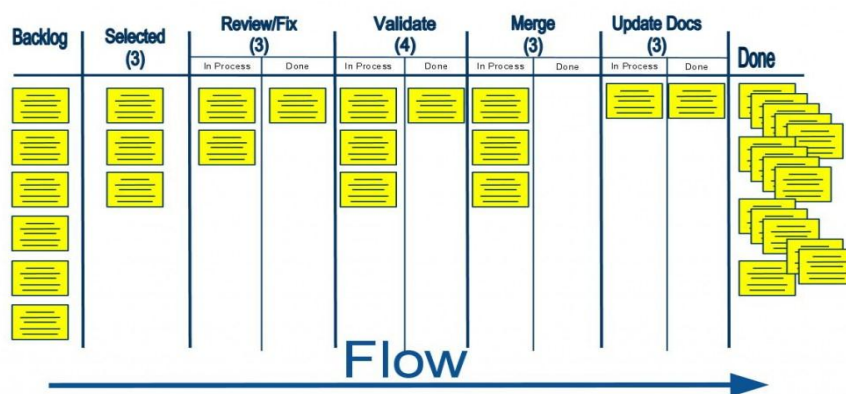 Backlog
Selected
(3)
Review/Fix
(3)
In Process
Done
Validate
(4)
In Process
Done
Merge
(3)
In Process
Done
Update Docs
(3)
In Process
Done
Done
Flow